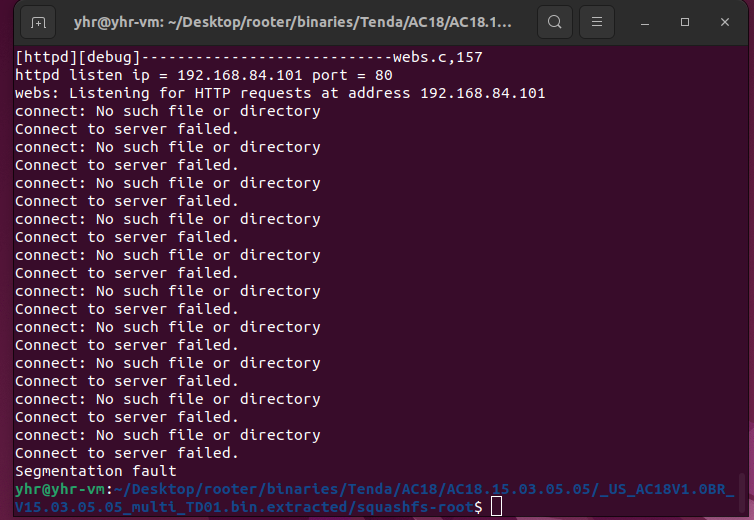 yhr@yhr-vm: ~/Desktop/rooter/binaries/Tenda/AC18/AC18.1...
[httpd][debug]----------------------------webs.c,157
httpd listen ip = 192.168.84.101 port = 80
webs: Listening for HTTP requests at address 192.168.84.101
connect: No such file or directory
Connect to server failed.
connect: No such file or directory
Connect to server failed.
connect: No such file or directory
Connect to server failed.
connect: No such file or directory
Connect to server failed.
connect: No such file or directory
Connect to server failed.
connect: No such file or directory
Connect to server failed.
connect: No such file or directory
Connect to server failed.
connect: No such file or directory
Connect to server failed.
connect: No such file or directory
Connect to server failed.
connect: No such file or directory
Connect to server failed.
Segmentation fault
yhr@yhr-vm:~/Desktop/rooter/binaries/Tenda/AC18/AC18.15.03.05.05/_US_AC18V1.0BR_
V15.03.05.05_multi_TD01.bin.extracted/squashfs-root$